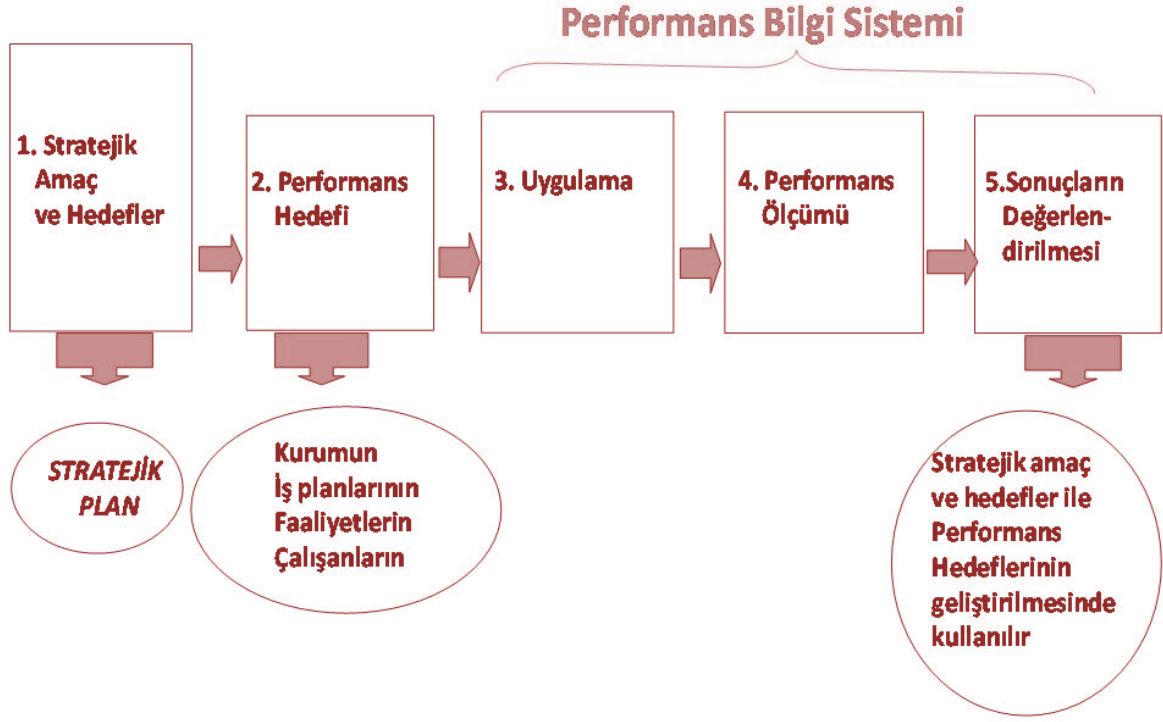 Performans Bilgi Sistemi
1. Stratejik
Amaç
ve Hedefler
2. Performans
Hedefi
3. Uygulama
4. Performans
Ölçümü
5.Sonuçların
Değerlen-
dirilmesi
STRATEJİK
PLAN
Kurumun
İş planlarının
Faaliyetlerin
Çalışanların
Stratejik amaç
ve hedefler ile
Performans
Hedeflerinin
geliştirilmesinde
kullanılır